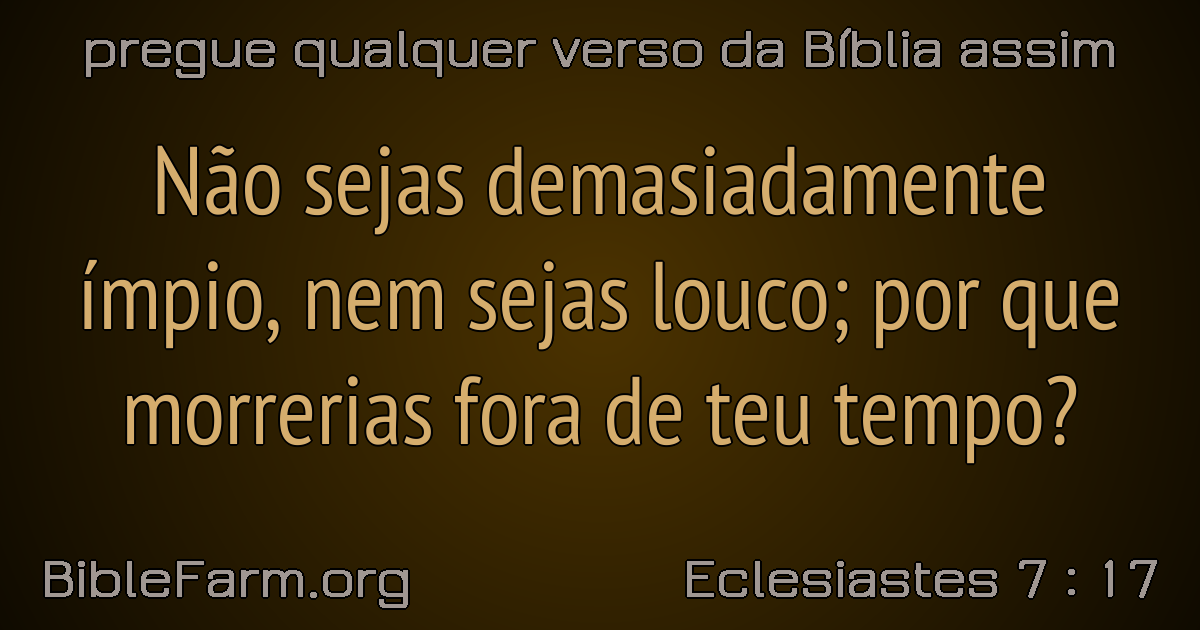 pregue qualquer verso da Bíblia assim
Não sejas demasiadamente
ímpio, nem sejas louco; por que
morrerias fora de teu tempo?
BibleFarm.org
Eclesiastes 7 : 17